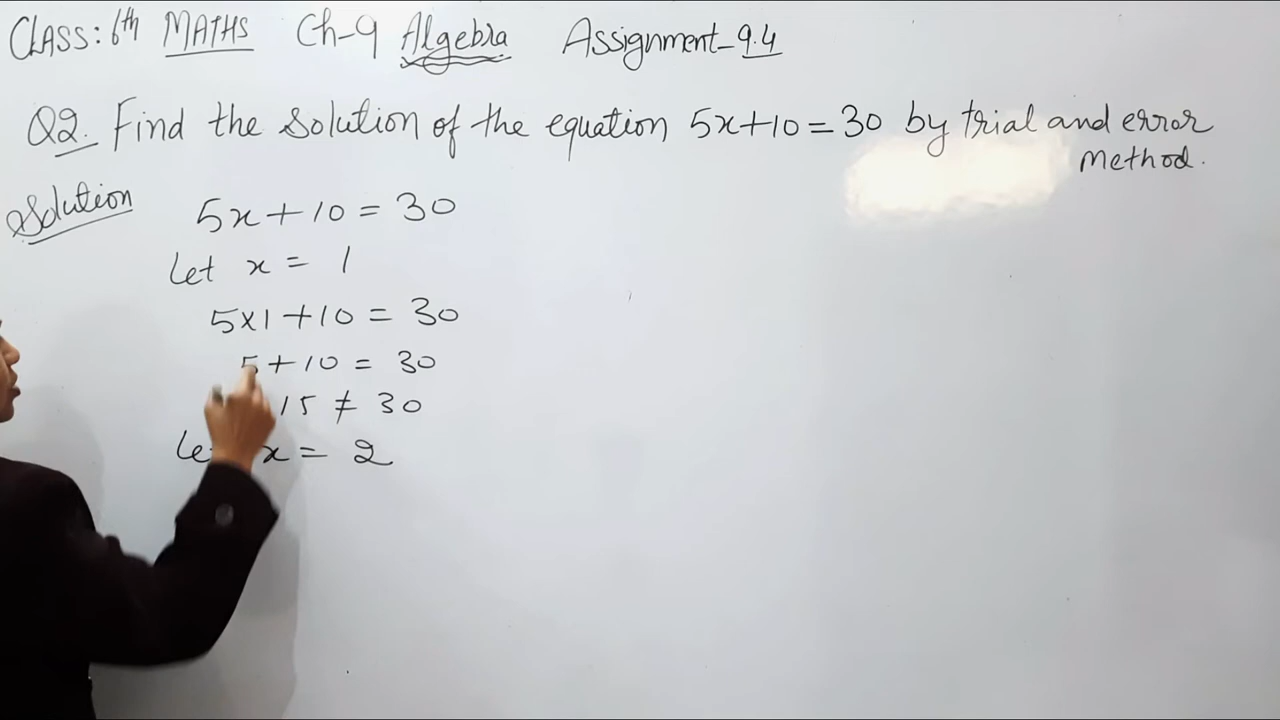 CLASS: 6th MATHS Ch-9 Algebra Assignment-9.4
Q2. Find the solution of the equation 5x+10=30 by trial and error
Method.
Solution
5x+10=30
Let x = 1
5×1+10 = 30
5+10 = 30
15 ≠ 30
x = 2